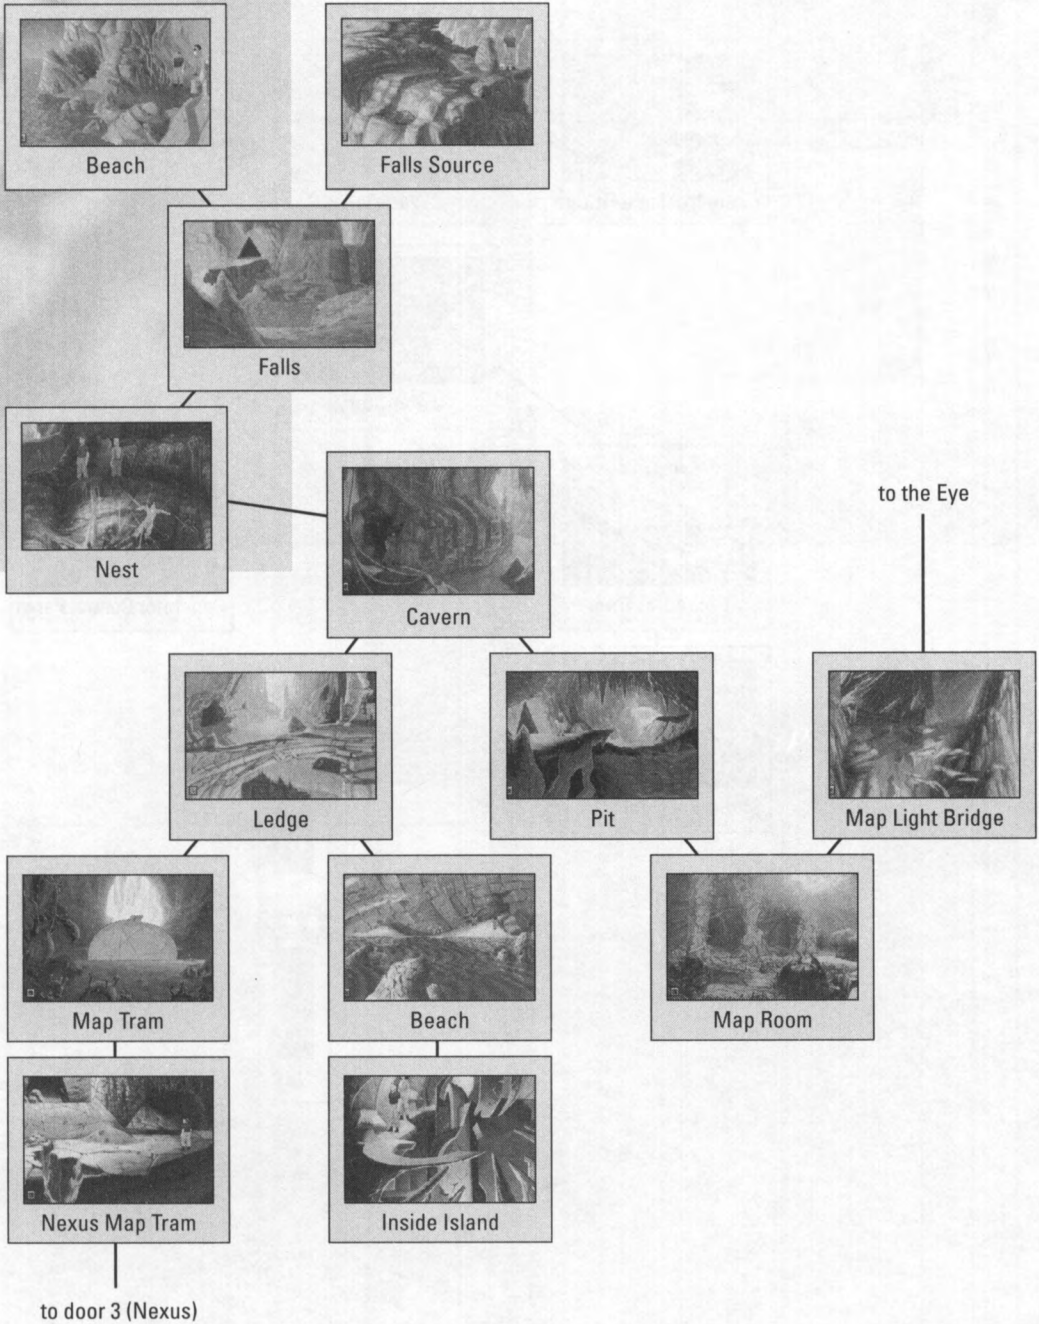 Beach
Falls Source
Falls
Nest
to the Eye
Cavern
Ledge
Pit
Map Light Bridge
Map Tram
Beach
Map Room
Nexus Map Tram
Inside Island
to door 3 (Nexus)